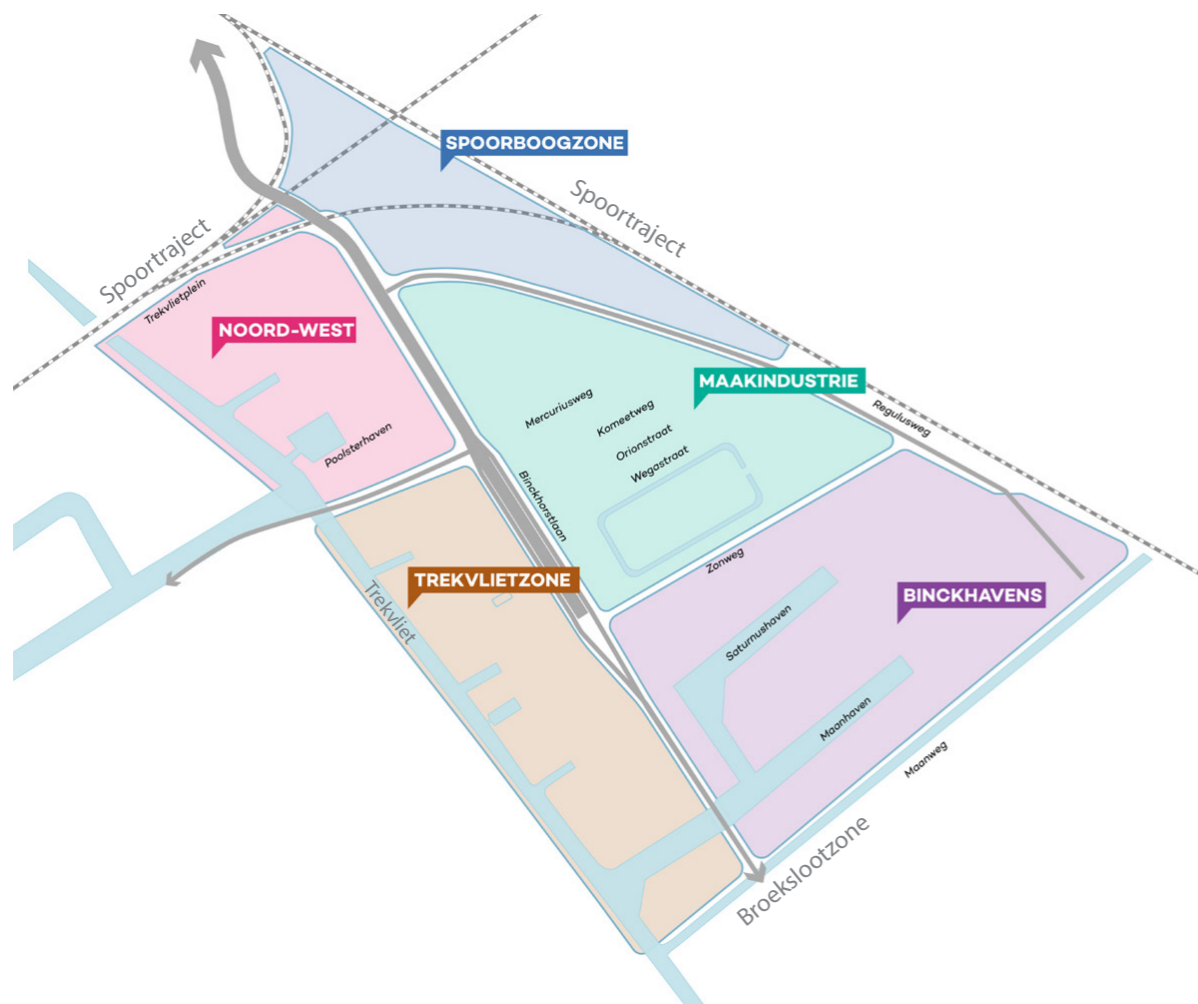 SPOORBOOGZONE
Spoortraject
Spoortraject
Trekvlietplein
NOORD-WEST
MAAKINDUSTRIE
Mercuriusweg
Komeetweg
Regulusweg
Orionstraat
Poolsterhaven
Wegastraat
Binckhorstlaan
Zonweg
TREKVLIETZONE
BINCKHAVENS
Trekvliet
Saturnushaven
Maanhaven
Maanweg
Broekslootzone